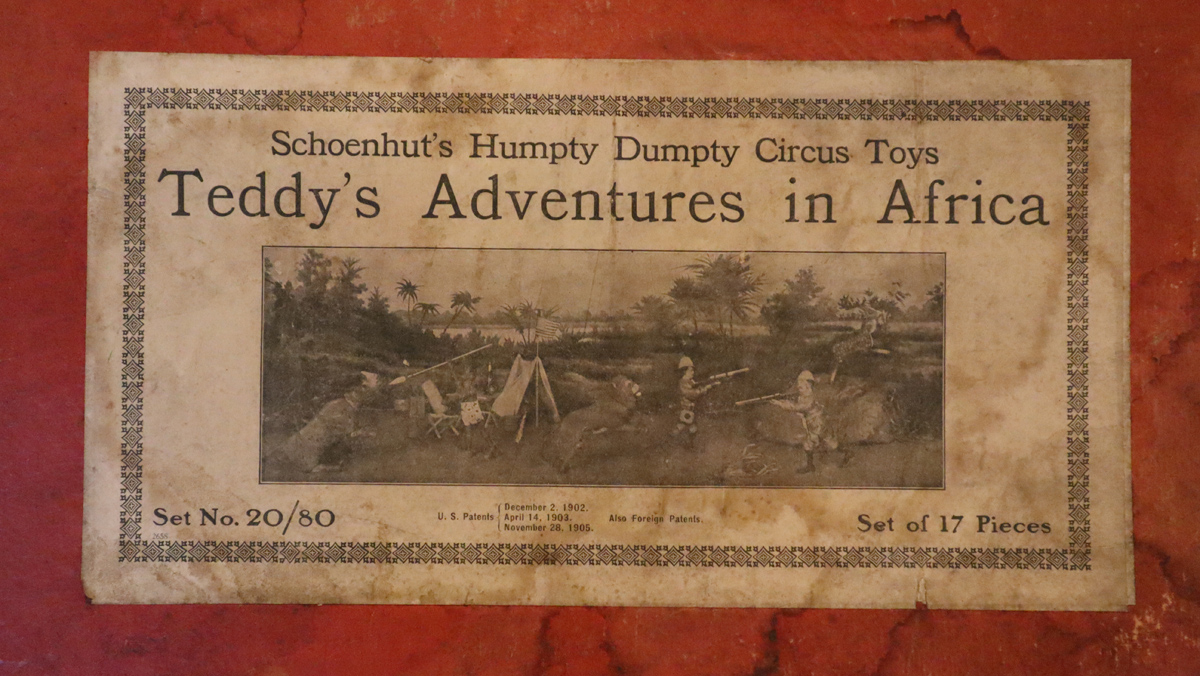 Schoenhut's Humpty Dumpty Circus Toys
Teddy's Adventures in Africa
Set No. 20/80
U. S. Patents
December 2, 1902.
April 14, 1903.
November 28, 1905.
Also Foreign Patents.
Set of 17 Pieces